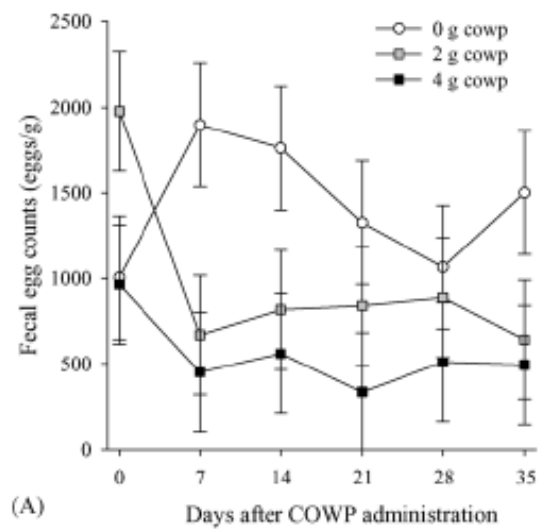 2500
2000
1500
1000
500
0
Fecal egg counts (eggs/g)
0 g cowp
2 g cowp
4 g cowp
0 7 14 21 28 35
(A)
Days after COWP administration